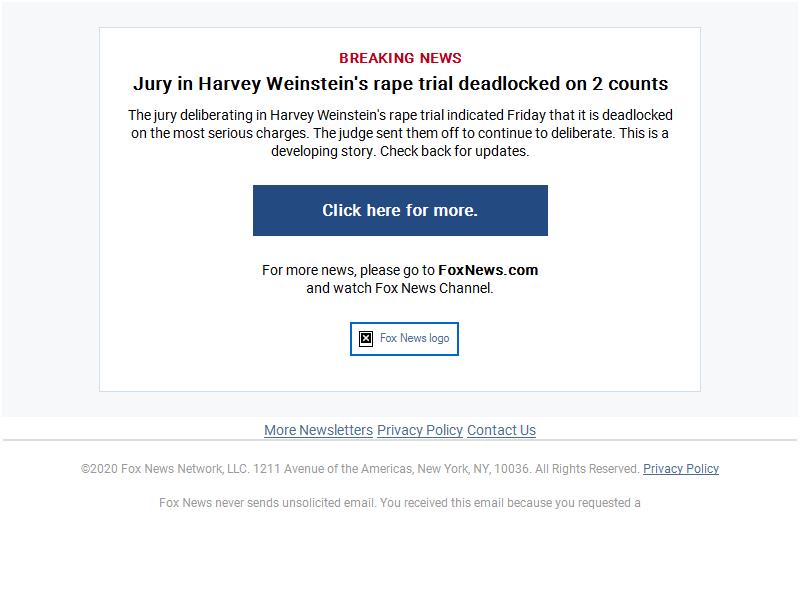 BREAKING NEWS
Jury in Harvey Weinstein's rape trial deadlocked on 2 counts
The jury deliberating in Harvey Weinstein's rape trial indicated Friday that it is deadlocked
on the most serious charges. The judge sent them off to continue to deliberate. This is a
developing story. Check back for updates.
Click here for more.
For more news, please go to FoxNews.com
and watch Fox News Channel.
Fox News logo
More Newsletters Privacy Policy Contact Us
©2020 Fox News Network, LLC. 1211 Avenue of the Americas, New York, NY, 10036. All Rights Reserved. Privacy Policy
Fox News never sends unsolicited email. You received this email because you requested a